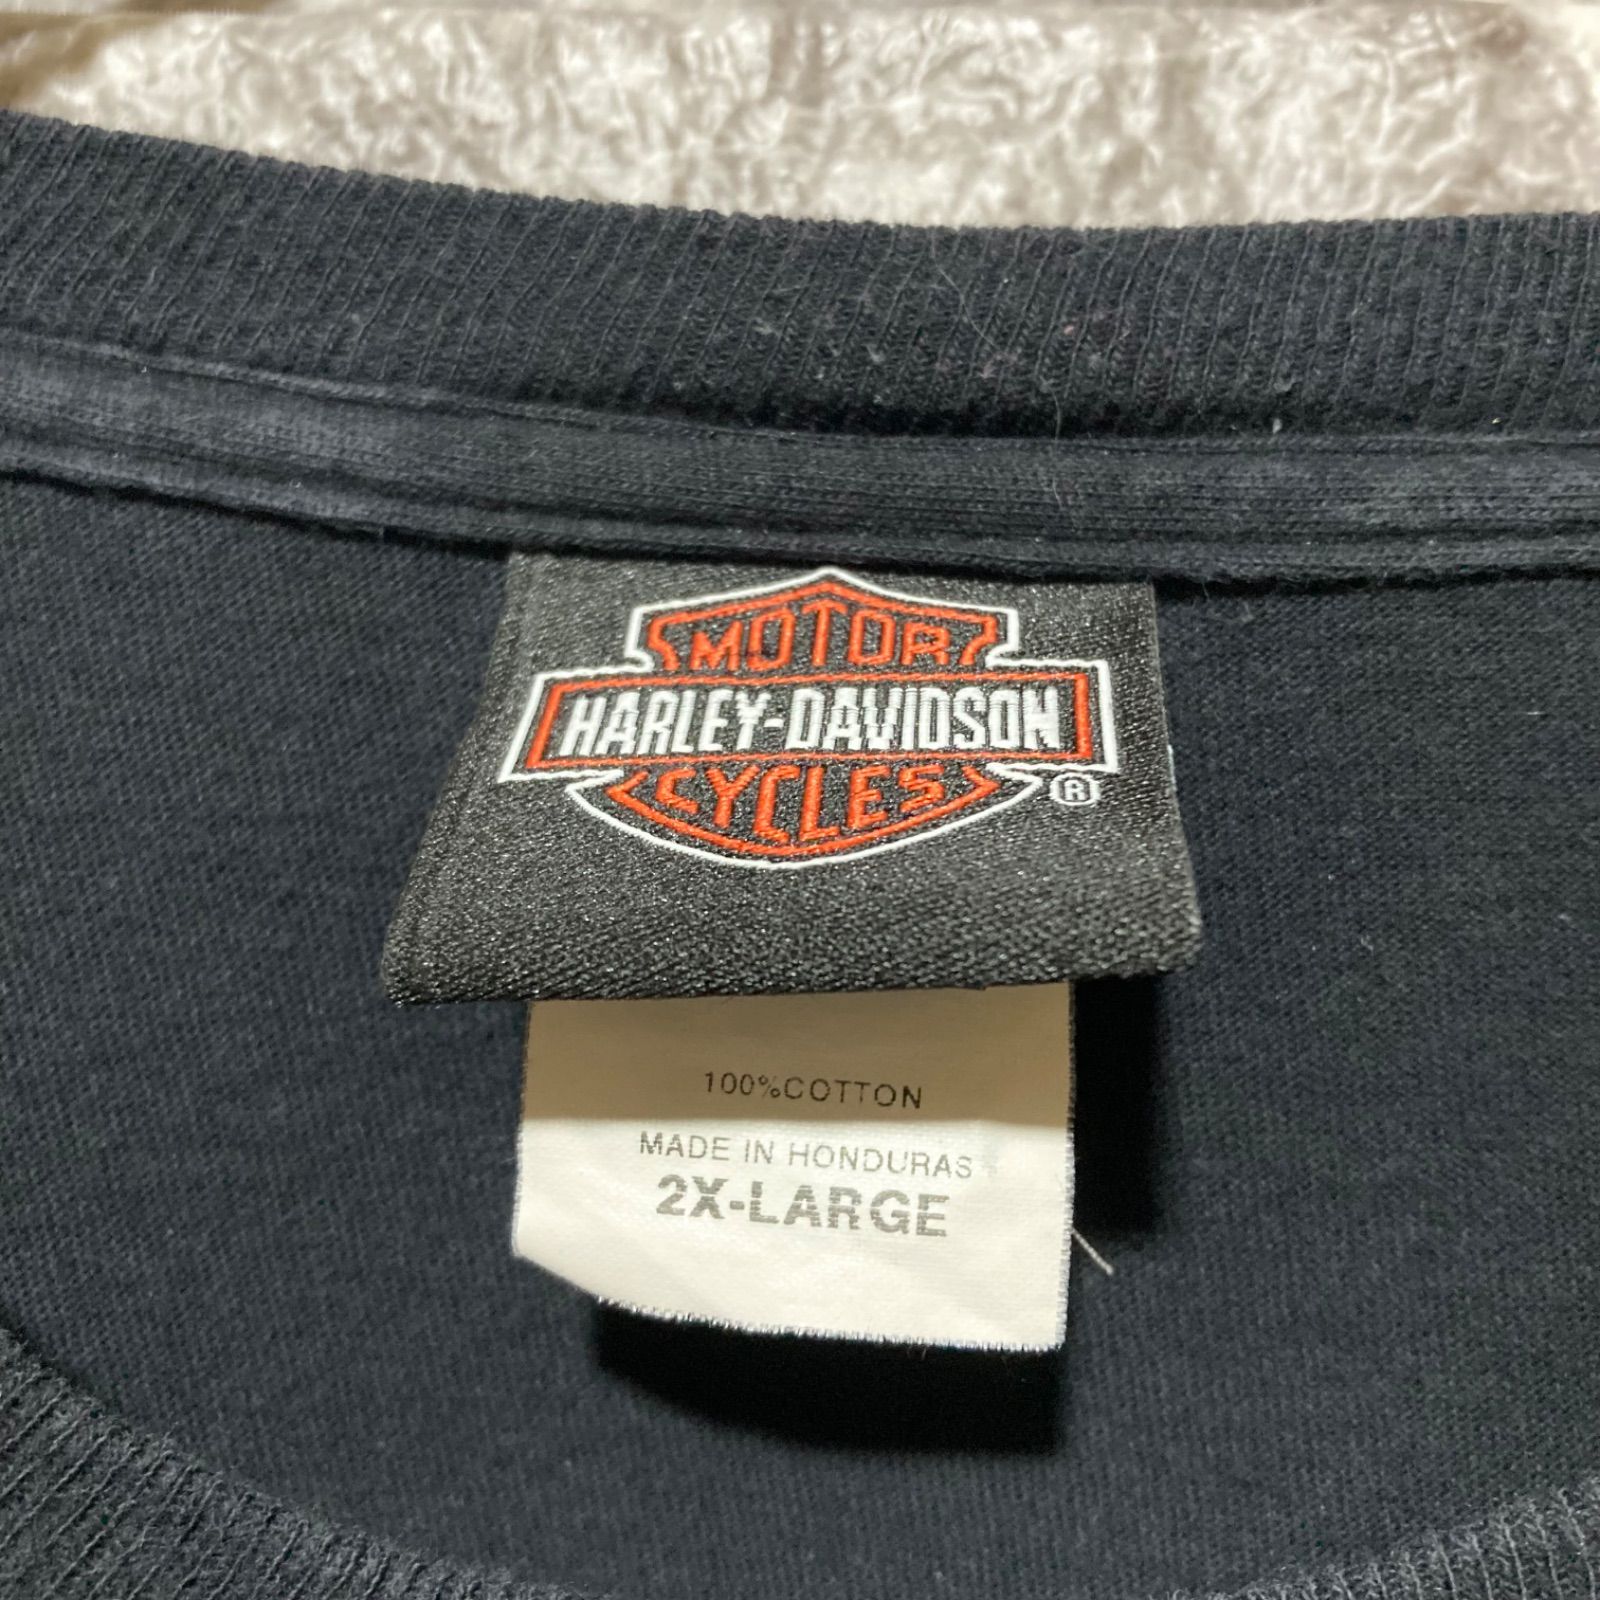 MOTOR
HARLEY-DAVIDSON
CYCLES ®
100%COTTON
MADE IN HONDURAS
2X-LARGE